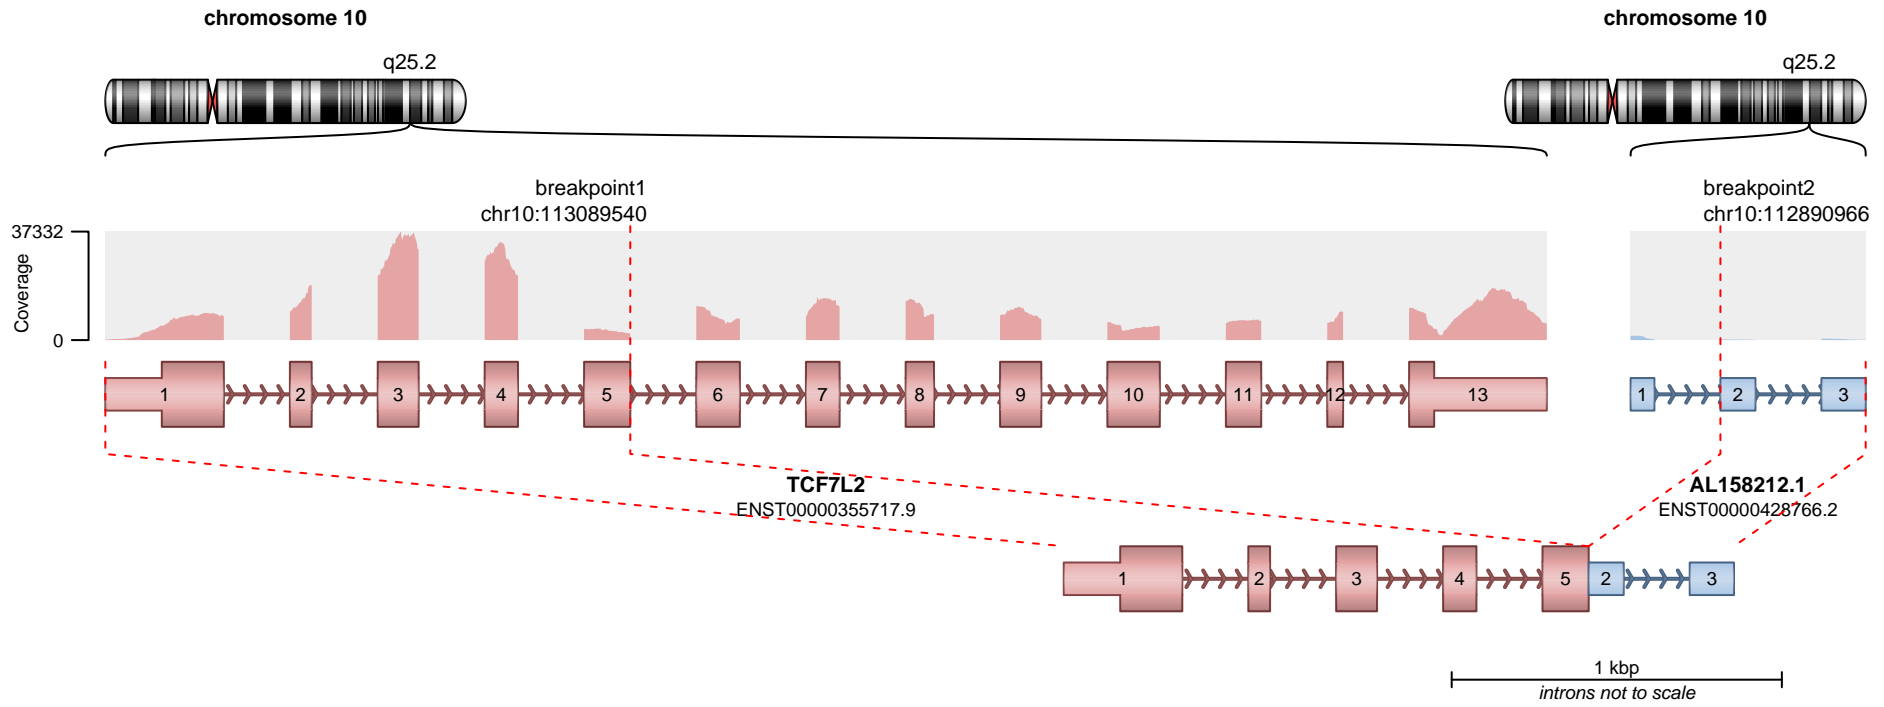 chromosome 10
chromosome 10
q25.2
q25.2
breakpoint1
chr10:113089540
breakpoint2
chr10:112890966
37332
Coverage
0
1 2 3 4 5 6 7 8 9 10 11 12 13
1 2 3
TCF7L2
ENST00000355717.9
AL158212.1
ENST00000428766.2
1 2 3 4 5 2 3
1 kbp
introns not to scale